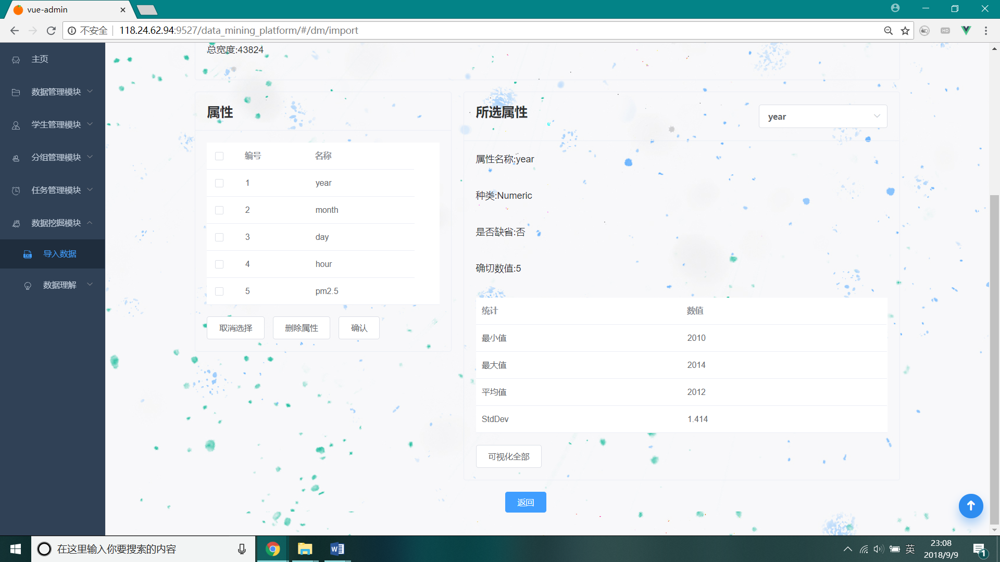 vue-admin
不安全
118.24.62.94:9527/data_mining_platform/#/dm/import
HD
主页
数据管理模块
学生管理模块
分组管理模块
任务管理模块
数据挖掘模块
导入数据
数据理解
总宽度:43824
属性
编号 名称
1 year
2 month
3 day
4 hour
5 pm2.5
取消选择 删除属性 确认
所选属性
year
属性名称:year
种类:Numeric
是否缺省:否
确切数值:5
统计 数值
最小值 2010
最大值 2014
平均值 2012
StdDev 1.414
可视化全部
返回
在这里输入你要搜索的内容
英
23:08
2018/9/9
1